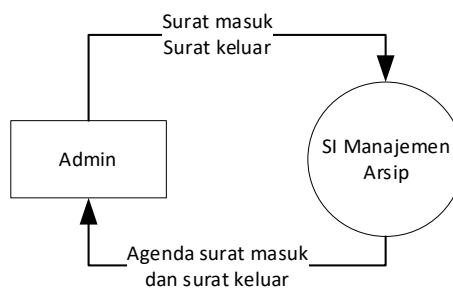 Surat masuk
Surat keluar
Admin
SI Manajemen
Arsip
Agenda surat masuk
dan surat keluar